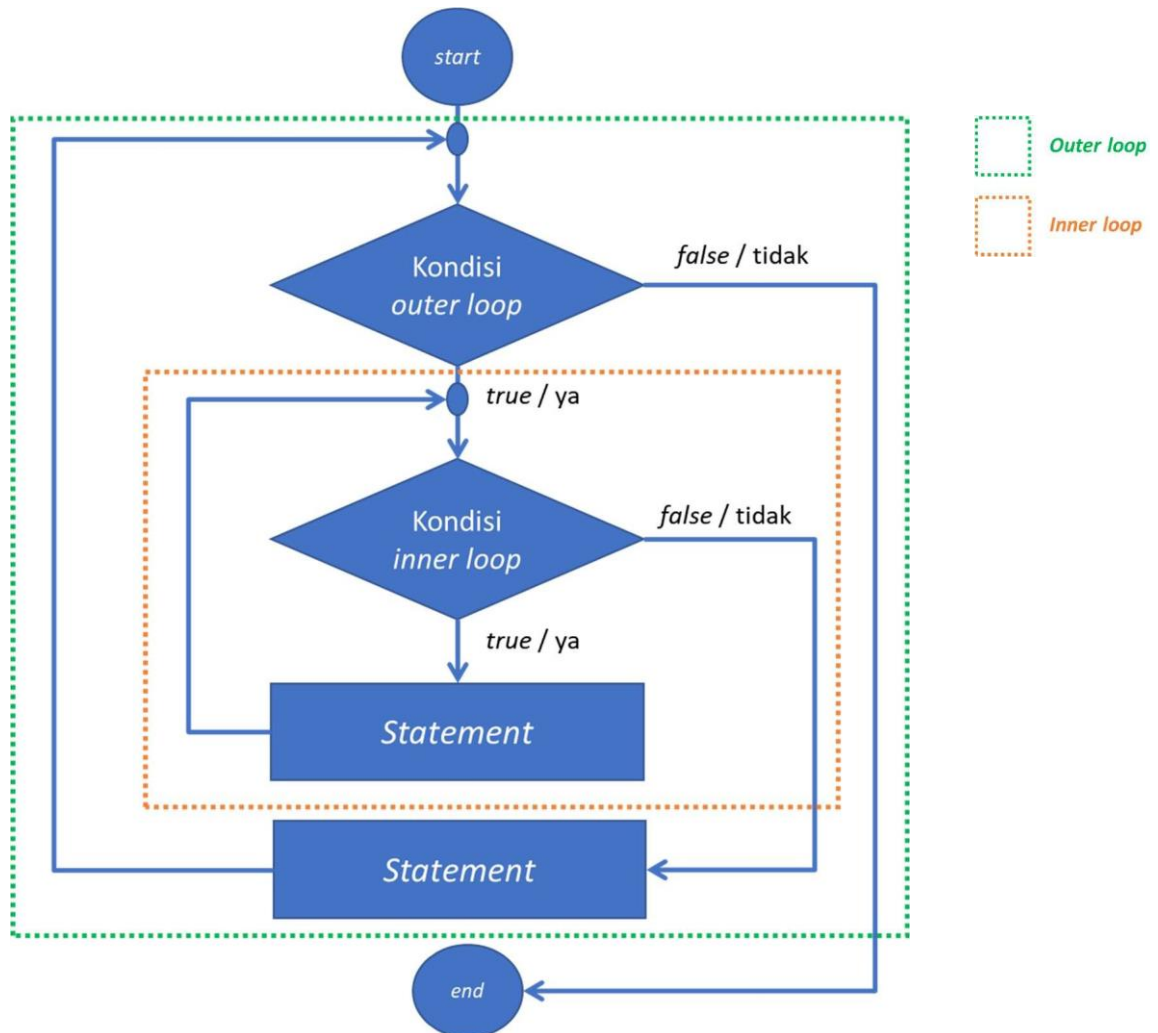 start
Outer loop
Inner loop
Kondisi
outer loop
false / tidak
true / ya
Kondisi
inner loop
false / tidak
true / ya
Statement
Statement
end